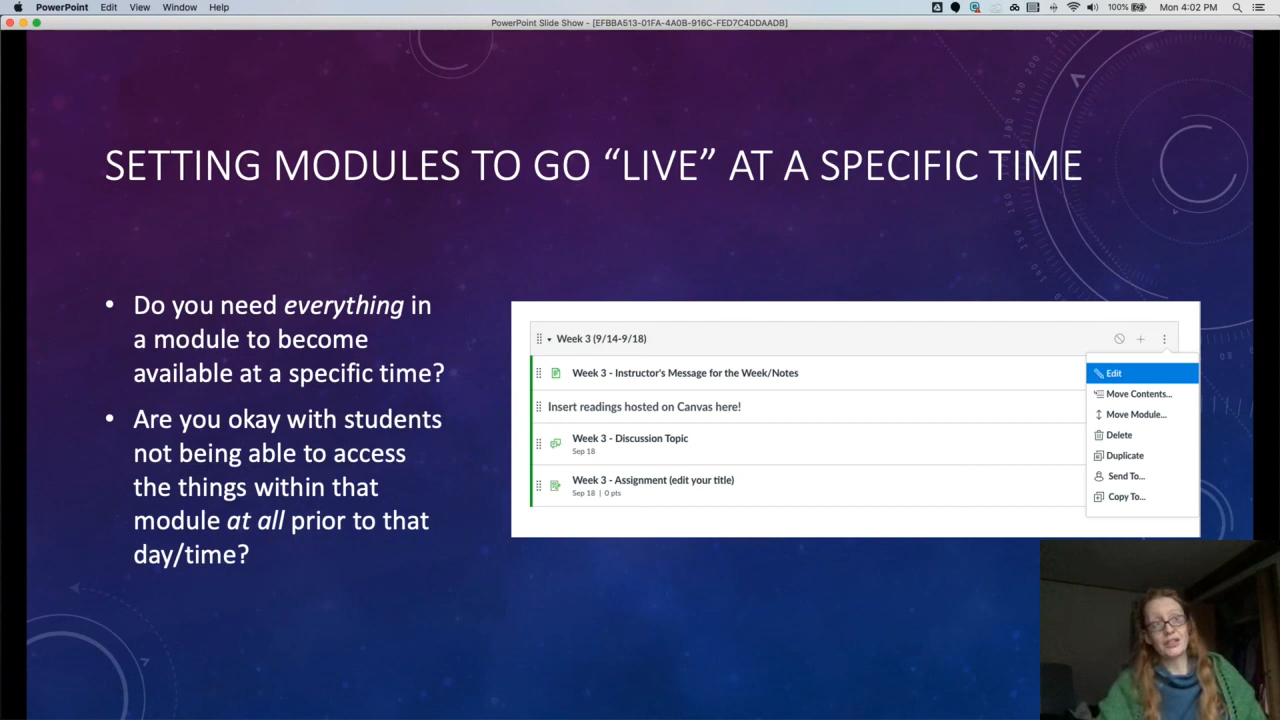 PowerPoint Edit View Window Help 100% Mon 4:02 PM
PowerPoint Slide Show - [EFBBA513-01FA-4A0B-916C-FED7C4DDAADB]
SETTING MODULES TO GO “LIVE” AT A SPECIFIC TIME
• Do you need everything in
a module to become
available at a specific time?
• Are you okay with students
not being able to access
the things within that
module at all prior to that
day/time?
Week 3 (9/14-9/18)
Week 3 - Instructor's Message for the Week/Notes
Insert readings hosted on Canvas here!
Week 3 - Discussion Topic
Sep 18
Week 3 - Assignment (edit your title)
Sep 18 | 0 pts
Edit
Move Contents...
Move Module...
Delete
Duplicate
Send To...
Copy To...